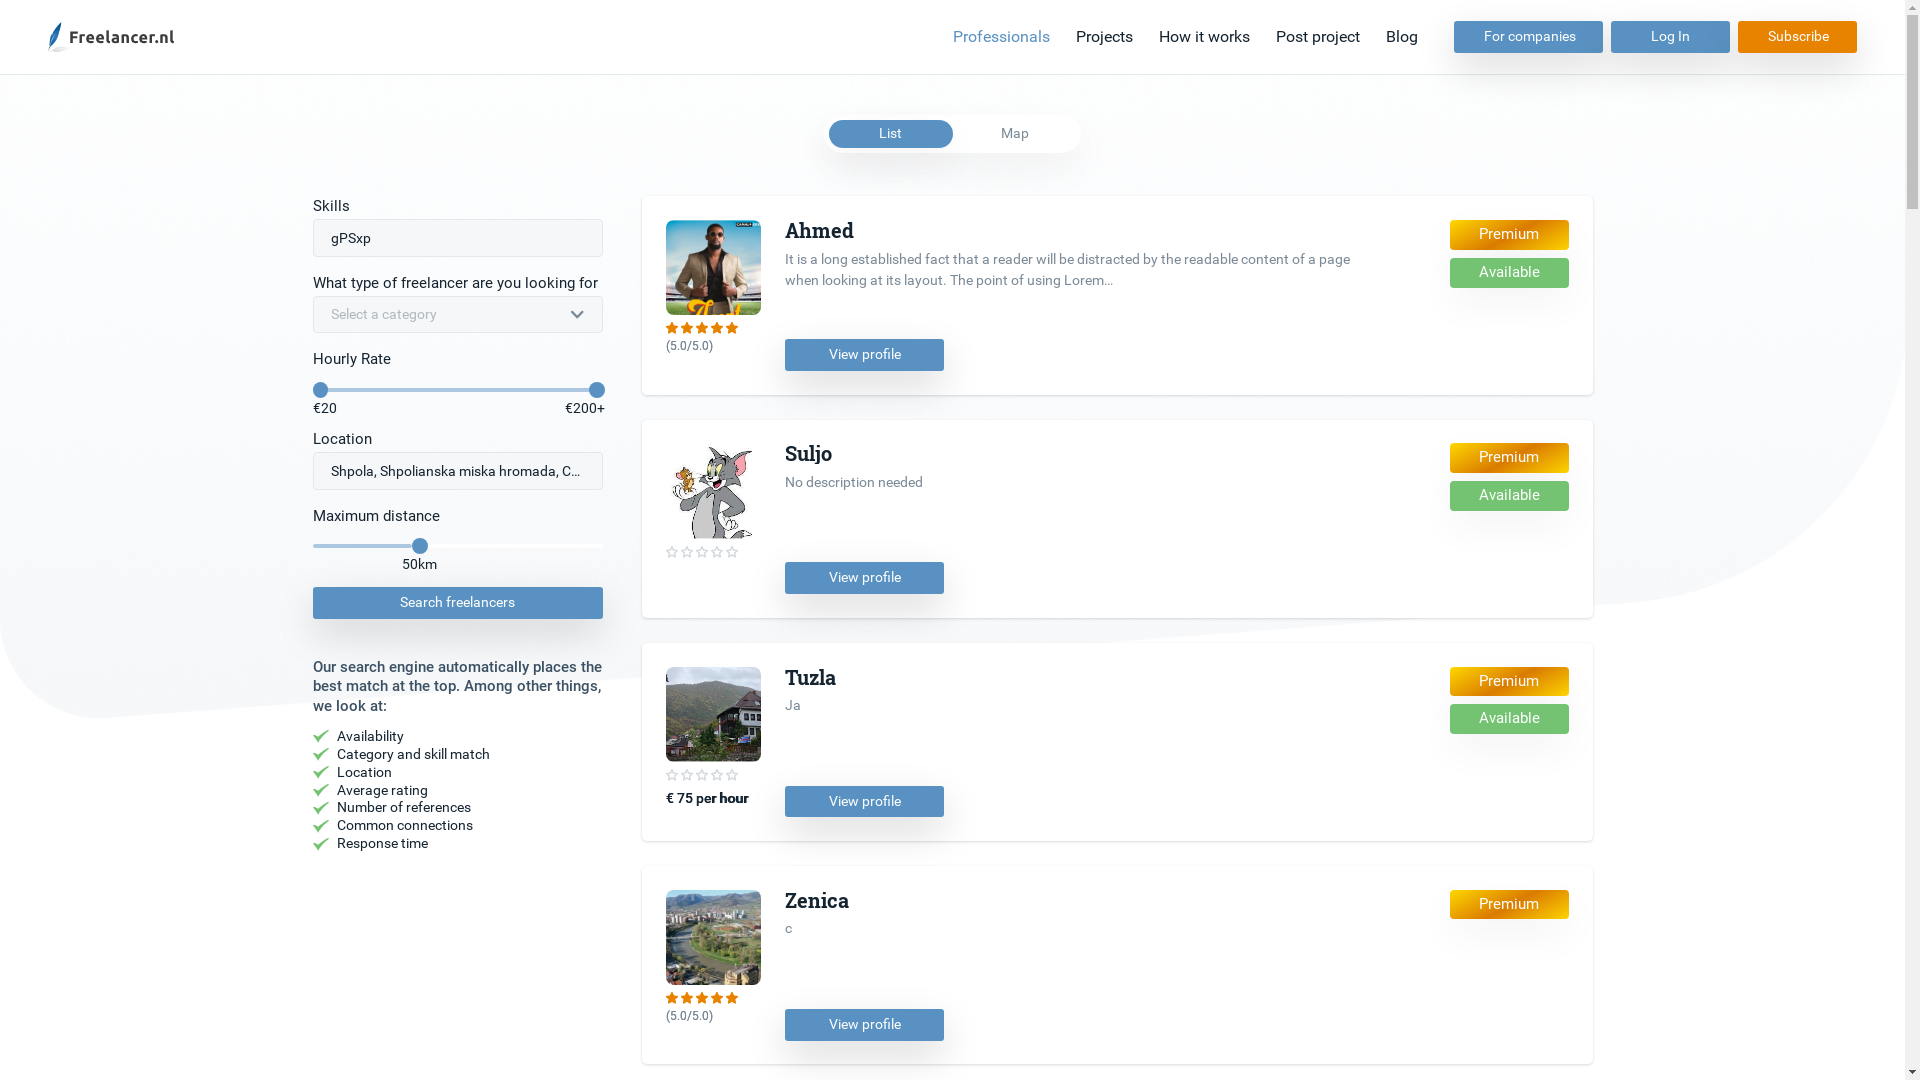 Freelancer.nl
Professionals
Projects
How it works
Post project
Blog
For companies
Log In
Subscribe
List
Map
Skills
gPSxp
What type of freelancer are you looking for
Select a category
Hourly Rate
€20
€200+
Location
Shpola, Shpolianska miska hromada, C...
Maximum distance
50km
Search freelancers
Our search engine automatically places the
best match at the top. Among other things,
we look at:
Availability
Category and skill match
Location
Average rating
Number of references
Common connections
Response time
Ahmed
It is a long established fact that a reader will be distracted by the readable content of a page
when looking at its layout. The point of using Lorem...
(5.0/5.0)
View profile
Premium
Available
Suljo
No description needed
View profile
Premium
Available
Tuzla
Ja
€ 75 per hour
View profile
Premium
Available
Zenica
c
(5.0/5.0)
View profile
Premium